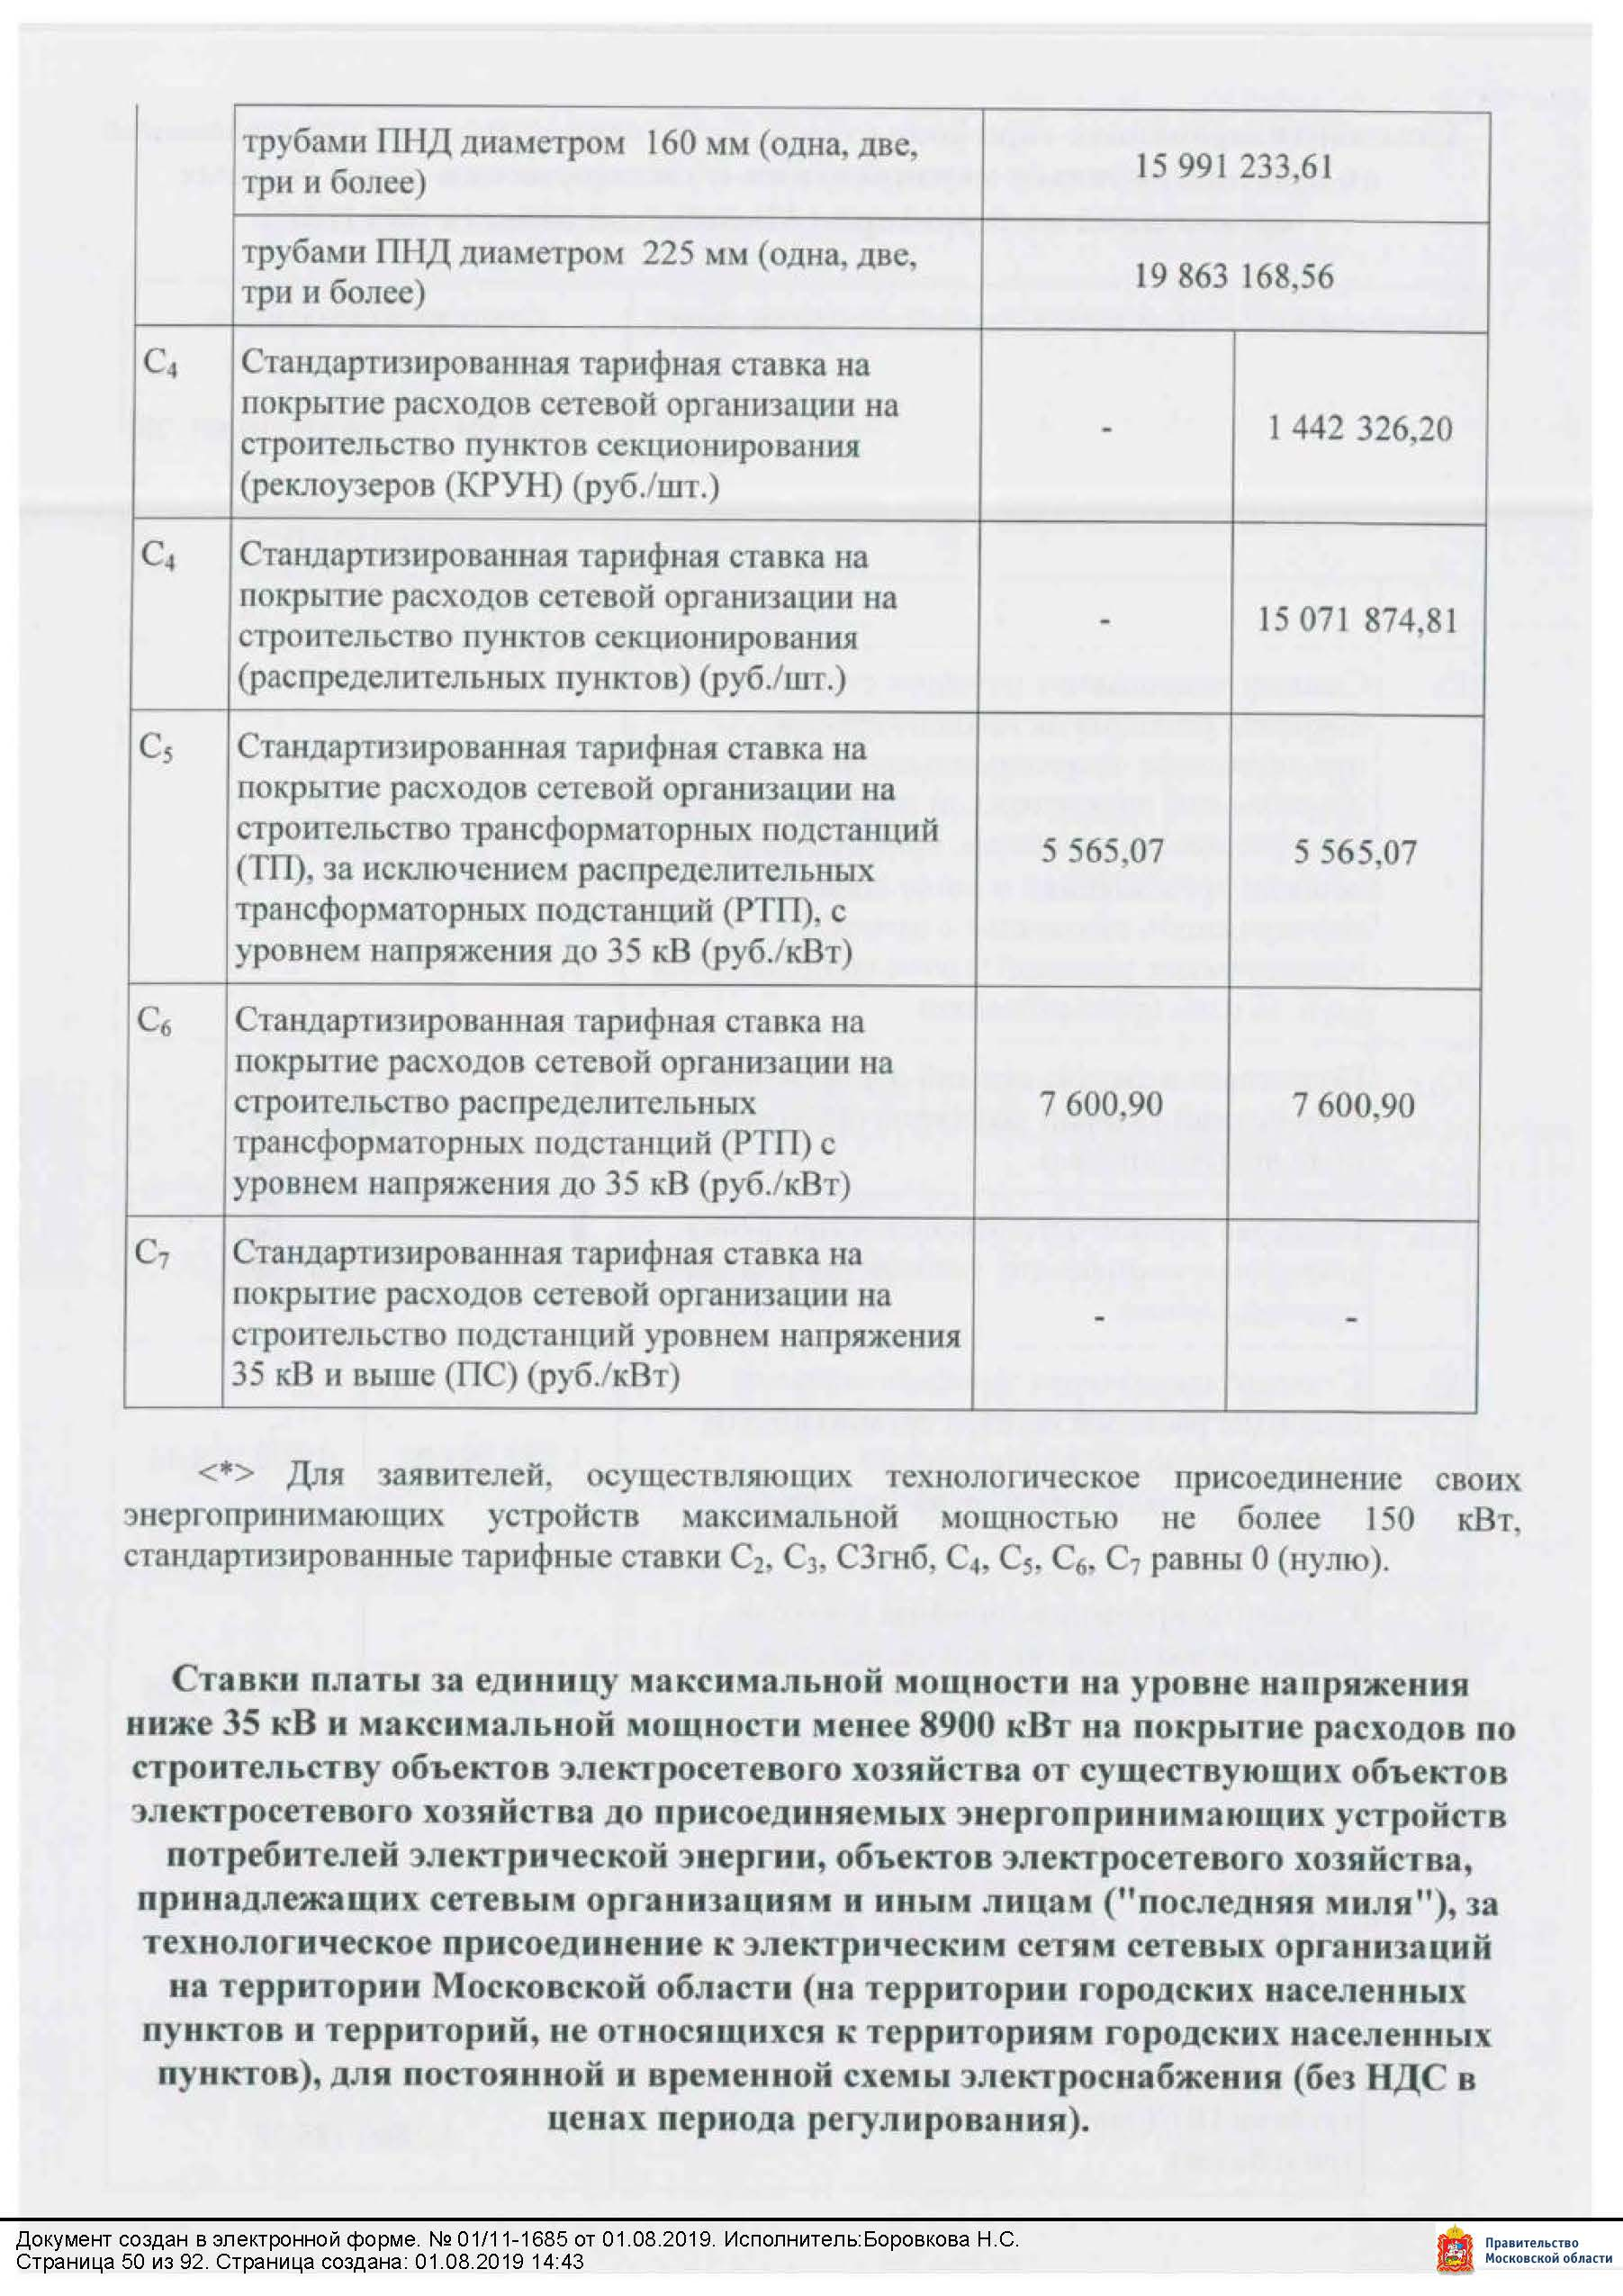 трубами ПНД диаметром 160 мм (одна, две,
три и более)
15 991 233,61
трубами ПНД диаметром 225 мм (одна, две,
три и более)
19 863 168,56
С4
Стандартизированная тарифная ставка на
покрытие расходов сетевой организации на
строительство пунктов секционирования
(реклоузеров (КРУН) (руб./шт.)
-
1 442 326,20
С4
Стандартизированная тарифная ставка на
покрытие расходов сетевой организации на
строительство пунктов секционирования
(распределительных пунктов) (руб./шт.)
-
15 071 874,81
С5
Стандартизированная тарифная ставка на
покрытие расходов сетевой организации на
строительство трансформаторных подстанций
(ТП), за исключением распределительных
трансформаторных подстанций (РТП), с
уровнем напряжения до 35 кВ (руб./кВт)
5 565,07
5 565,07
С6
Стандартизированная тарифная ставка на
покрытие расходов сетевой организации на
строительство распределительных
трансформаторных подстанций (РТП) с
уровнем напряжения до 35 кВ (руб./кВт)
7 600,90
7 600,90
С7
Стандартизированная тарифная ставка на
покрытие расходов сетевой организации на
строительство подстанций уровнем напряжения
35 кВ и выше (ПС) (руб./кВт)
-
-
<*> Для заявителей, осуществляющих технологическое присоединение своих
энергопринимающих устройств максимальной мощностью не более 150 кВт,
стандартизированные тарифные ставки С2, С3, С3гнб, С4, С5, С6, С7 равны 0 (нулю).
Ставки платы за единицу максимальной мощности на уровне напряжения
ниже 35 кВ и максимальной мощности менее 8900 кВт на покрытие расходов по
строительству объектов электросетевого хозяйства от существующих объектов
электросетевого хозяйства до присоединяемых энергопринимающих устройств
потребителей электрической энергии, объектов электросетевого хозяйства,
принадлежащих сетевым организациям и иным лицам ("последняя миля"), за
технологическое присоединение к электрическим сетям сетевых организаций
на территории Московской области (на территории городских населенных
пунктов и территорий, не относящихся к территориям городских населенных
пунктов), для постоянной и временной схемы электроснабжения (без НДС в
ценах периода регулирования).
Документ создан в электронной форме. № 01/11-1685 от 01.08.2019. Исполнитель:Боровкова Н.С.
Страница 50 из 92. Страница создана: 01.08.2019 14:43
Правительство
Московской области